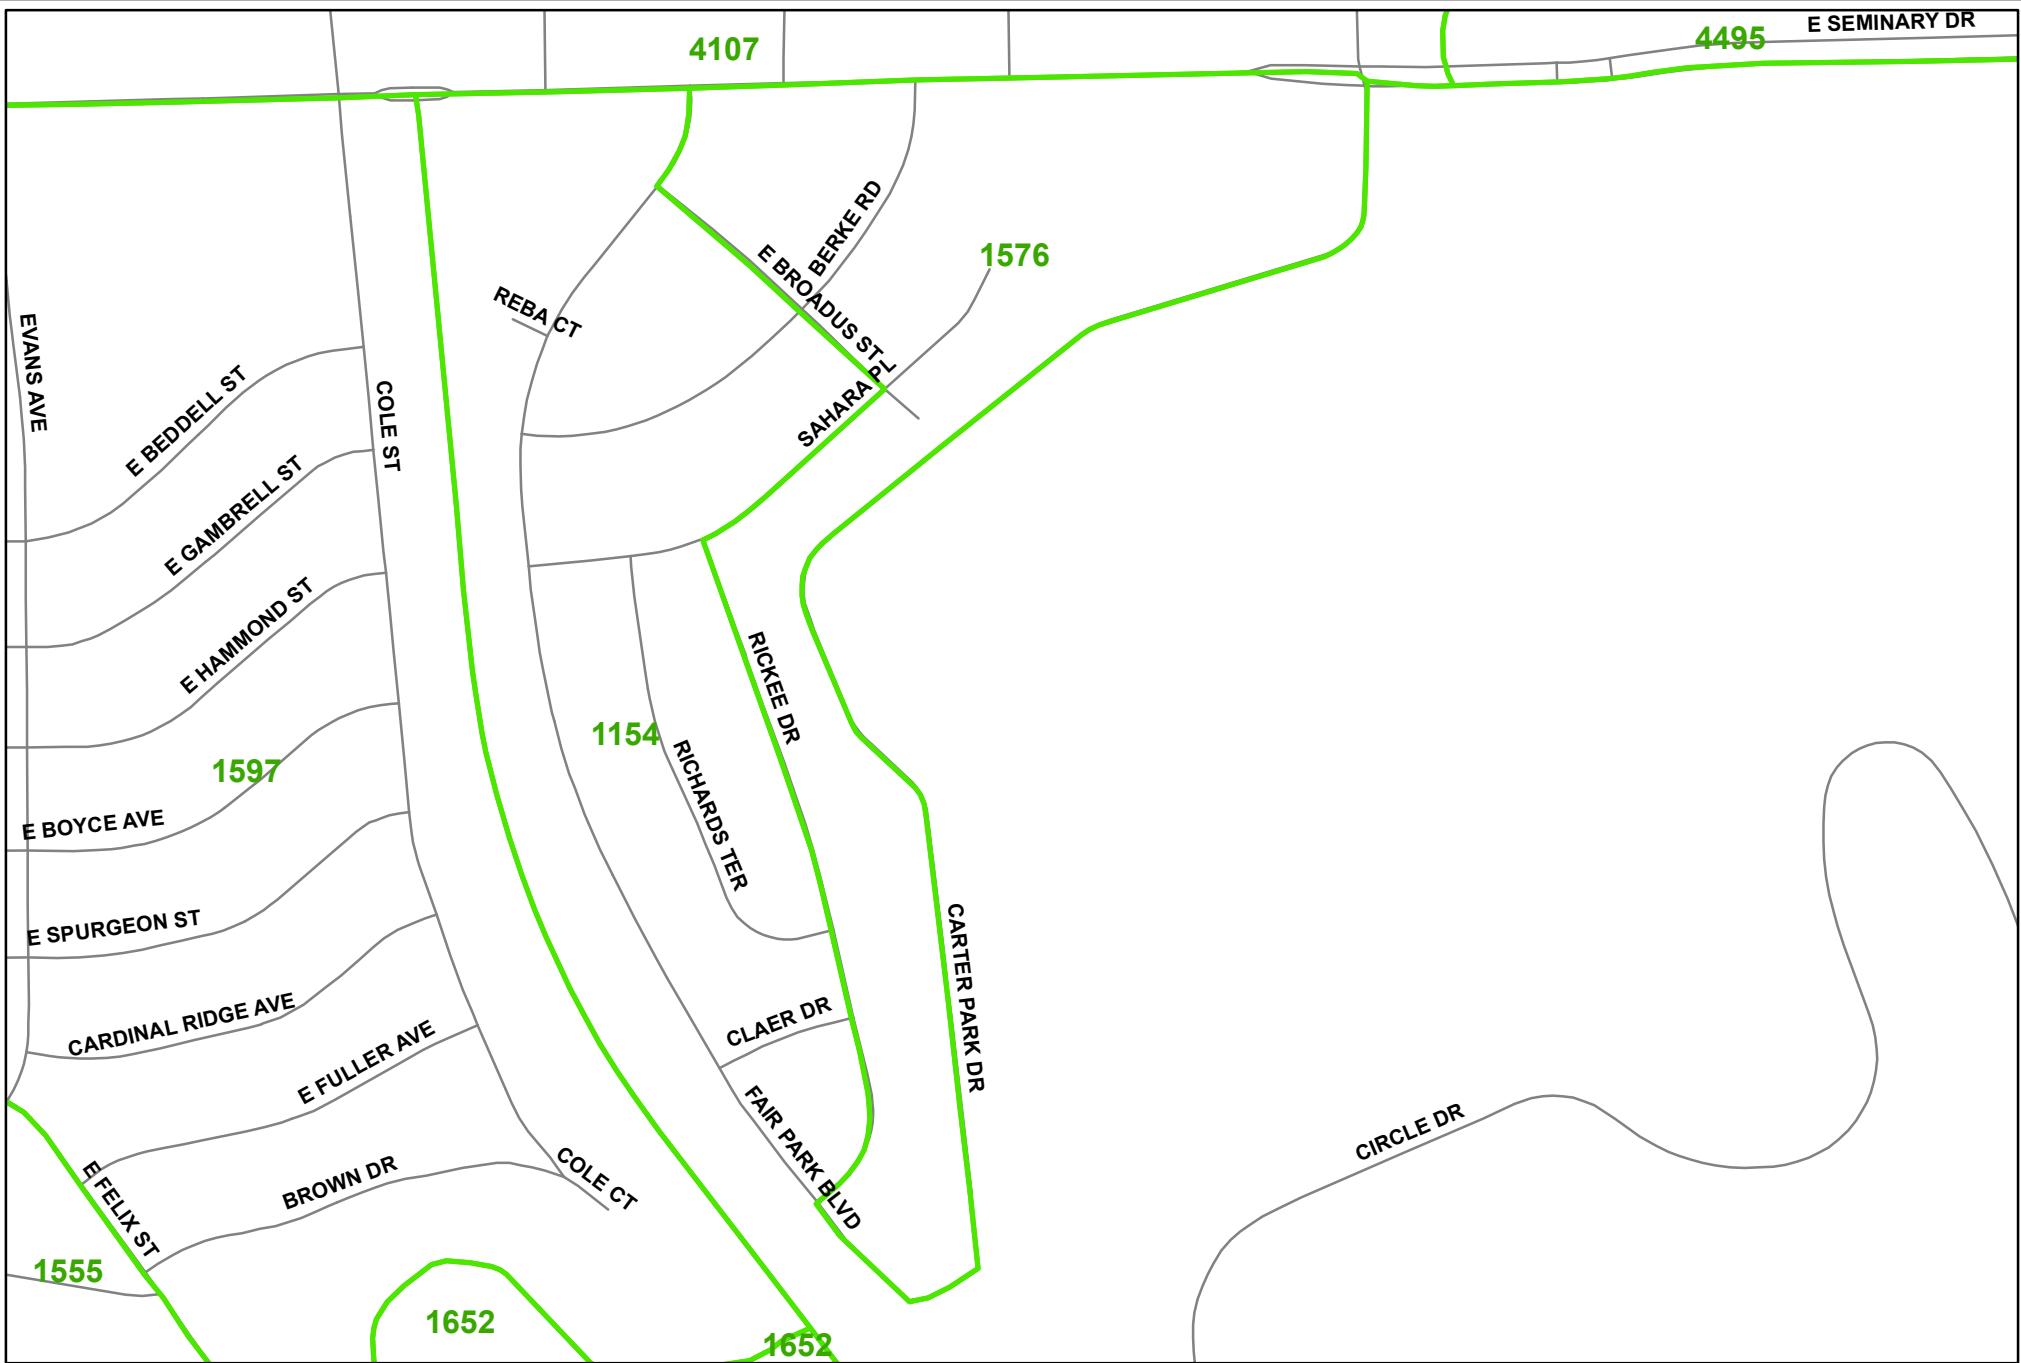 E SEMINARY DR
4107
4495
BERKE RD
E BROADUS ST
1576
REBA CT
EVANS AVE
E BEDDELL ST
COLE ST
SAHARA PL
E GAMBRELL ST
E HAMMOND ST
RICKEE DR
1154
1597
RICHARDS TER
E BOYCE AVE
E SPURGEON ST
CARTER PARK DR
CARDINAL RIDGE AVE
CLAER DR
E FULLER AVE
FAIR PARK BLVD
CIRCLE DR
E FELIX ST
BROWN DR
COLE CT
1555
1652
1652